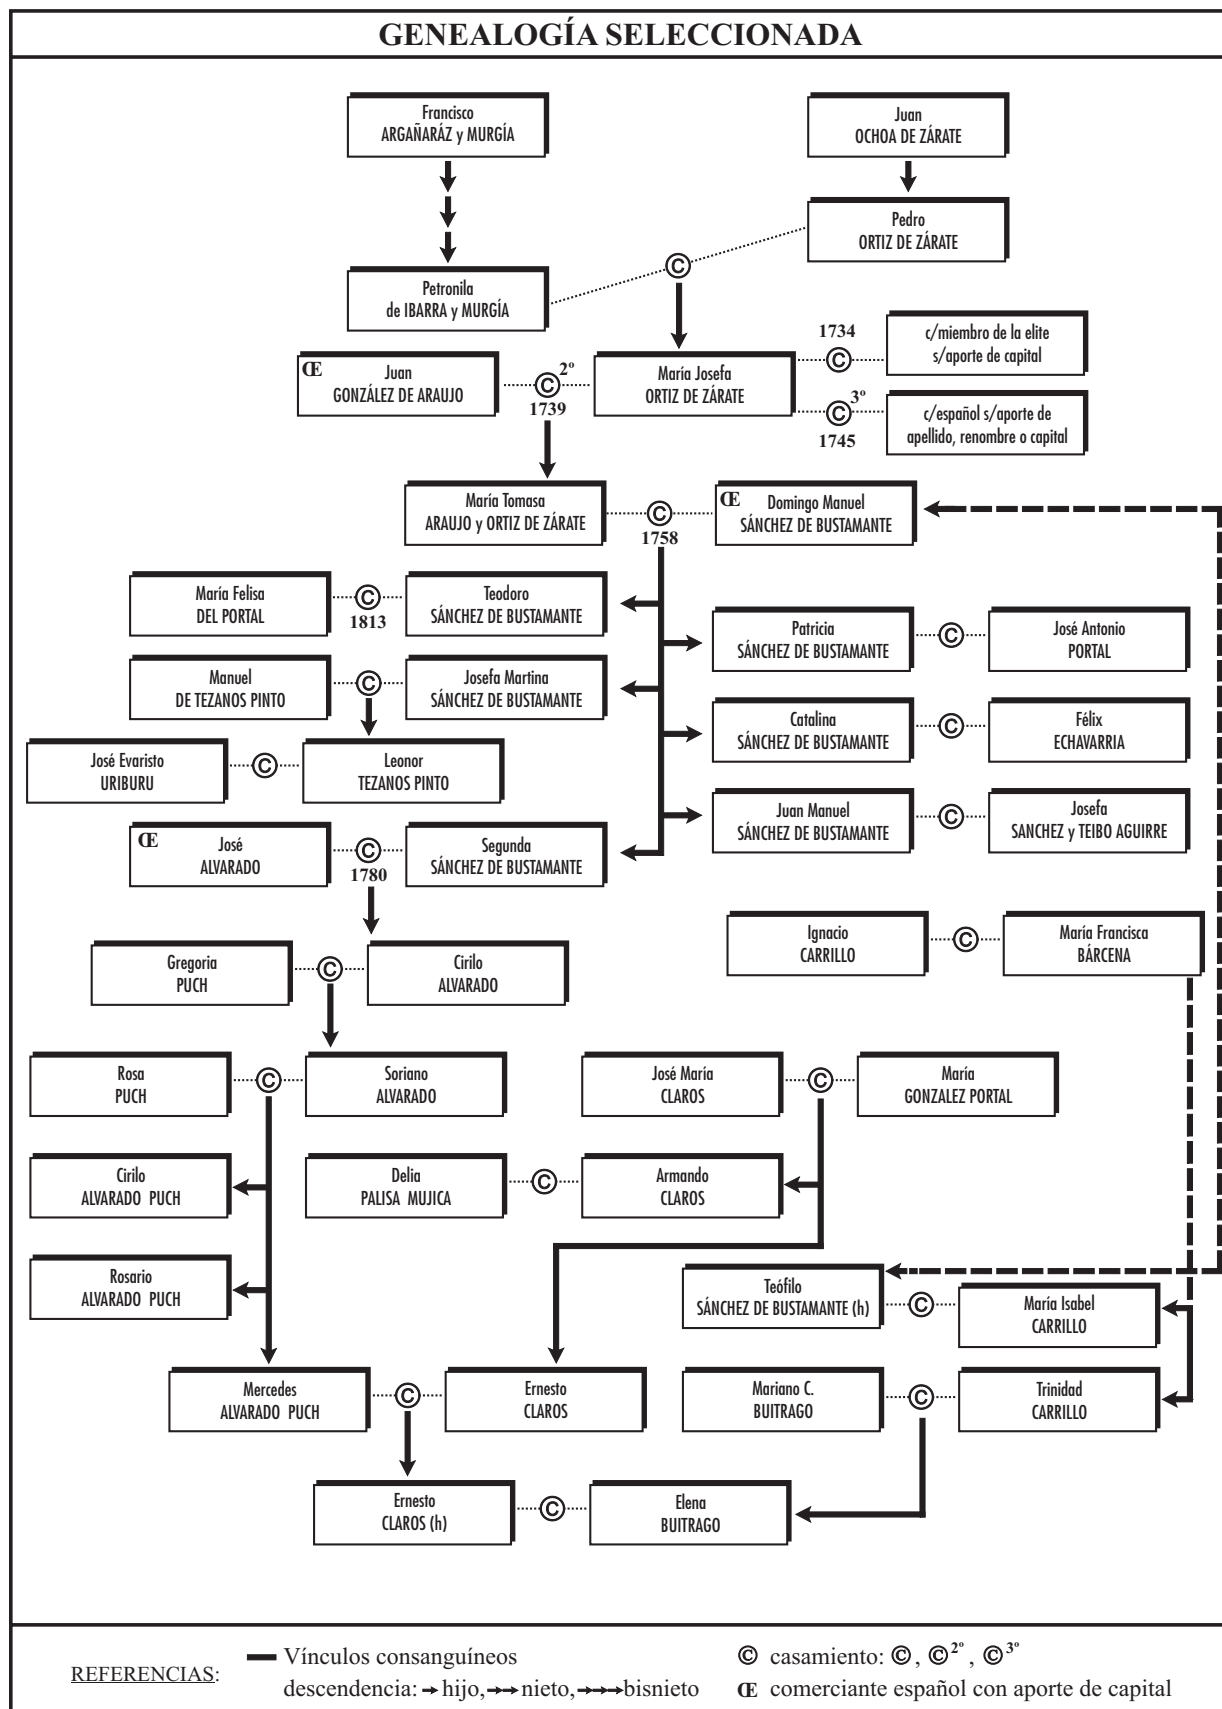 GENEALOGÍA SELECCIONADA
Francisco
ARGAÑARÁZ y MURGÍA
Juan
OCHOA DE ZÁRATE
Pedro
ORTIZ DE ZÁRATE
©
Petronila
de IBARRA y MURGÍA
1734
©
c/miembro de la elite
s/aporte de capital
Œ
Juan
GONZÁLEZ DE ARAUJO
© 2º
1739
María Josefa
ORTIZ DE ZÁRATE
© 3º
1745
c/español s/aporte de
apellido, renombre o capital
María Tomasa
ARAUJO y ORTIZ DE ZÁRATE
©
1758
Œ
Domingo Manuel
SÁNCHEZ DE BUSTAMANTE
María Felisa
DEL PORTAL
©
1813
Teodoro
SÁNCHEZ DE BUSTAMANTE
Patricia
SÁNCHEZ DE BUSTAMANTE
©
José Antonio
PORTAL
Manuel
DE TEZANOS PINTO
©
Josefa Martina
SÁNCHEZ DE BUSTAMANTE
Catalina
SÁNCHEZ DE BUSTAMANTE
©
Félix
ECHAVARRIA
José Evaristo
URIBURU
©
Leonor
TEZANOS PINTO
Juan Manuel
SÁNCHEZ DE BUSTAMANTE
©
Josefa
SANCHEZ y TEIBO AGUIRRE
Œ
José
ALVARADO
©
1780
Segunda
SÁNCHEZ DE BUSTAMANTE
Ignacio
CARRILLO
©
María Francisca
BÁRCENA
Gregoria
PUCH
©
Cirilo
ALVARADO
Rosa
PUCH
©
Soriano
ALVARADO
José María
CLAROS
©
María
GONZALEZ PORTAL
Cirilo
ALVARADO PUCH
Delia
PALISA MUJICA
©
Armando
CLAROS
Rosario
ALVARADO PUCH
Teófilo
SÁNCHEZ DE BUSTAMANTE (h)
©
María Isabel
CARRILLO
Mercedes
ALVARADO PUCH
©
Ernesto
CLAROS
Mariano C.
BUITRAGO
©
Trinidad
CARRILLO
Ernesto
CLAROS (h)
©
Elena
BUITRAGO
REFERENCIAS:
Vínculos consanguíneos
descendencia: → hijo, →→ nieto, →→→ bisnieto
© casamiento: ©, © 2º, © 3º
Œ comerciante español con aporte de capital